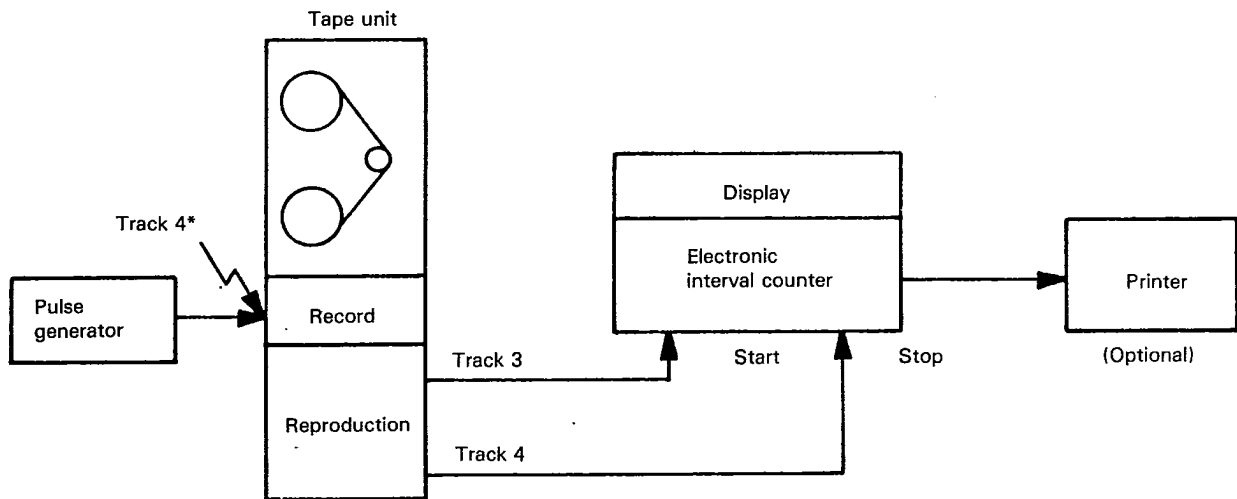 Tape unit
Track 4*
Pulse
generator
Record
Reproduction
Track 3
Track 4
Display
Electronic
interval counter
Start
Stop
Printer
(Optional)